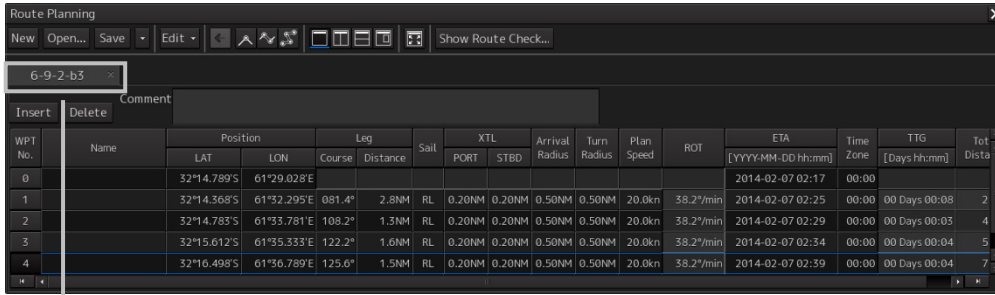 Route Planning
New Open... Save Edit Show Route Check...
6-9-2-b3
Insert Delete Comment
WPT No. Name Position Leg Sail XTL Arrival Radius Turn Radius Plan Speed ROT ETA Time Zone TTG Tot Dista
LAT LON Course Distance PORT STBD [YYYY-MM-DD hh:mm] [Days hh:mm]
0 32°14.789'S 61°29.028'E 2014-02-07 02:17 00:00
1 32°14.368'S 61°32.295'E 081.4° 2.8NM RL 0.20NM 0.20NM 0.50NM 0.50NM 20.0kn 38.2°/min 2014-02-07 02:25 00:00 00 Days 00:08 2
2 32°14.783'S 61°33.781'E 108.2° 1.3NM RL 0.20NM 0.20NM 0.50NM 0.50NM 20.0kn 38.2°/min 2014-02-07 02:29 00:00 00 Days 00:03 4
3 32°15.612'S 61°35.333'E 122.2° 1.6NM RL 0.20NM 0.20NM 0.50NM 0.50NM 20.0kn 38.2°/min 2014-02-07 02:34 00:00 00 Days 00:04 5
4 32°16.498'S 61°36.789'E 125.6° 1.5NM RL 0.20NM 0.20NM 0.50NM 0.50NM 20.0kn 38.2°/min 2014-02-07 02:39 00:00 00 Days 00:04 7